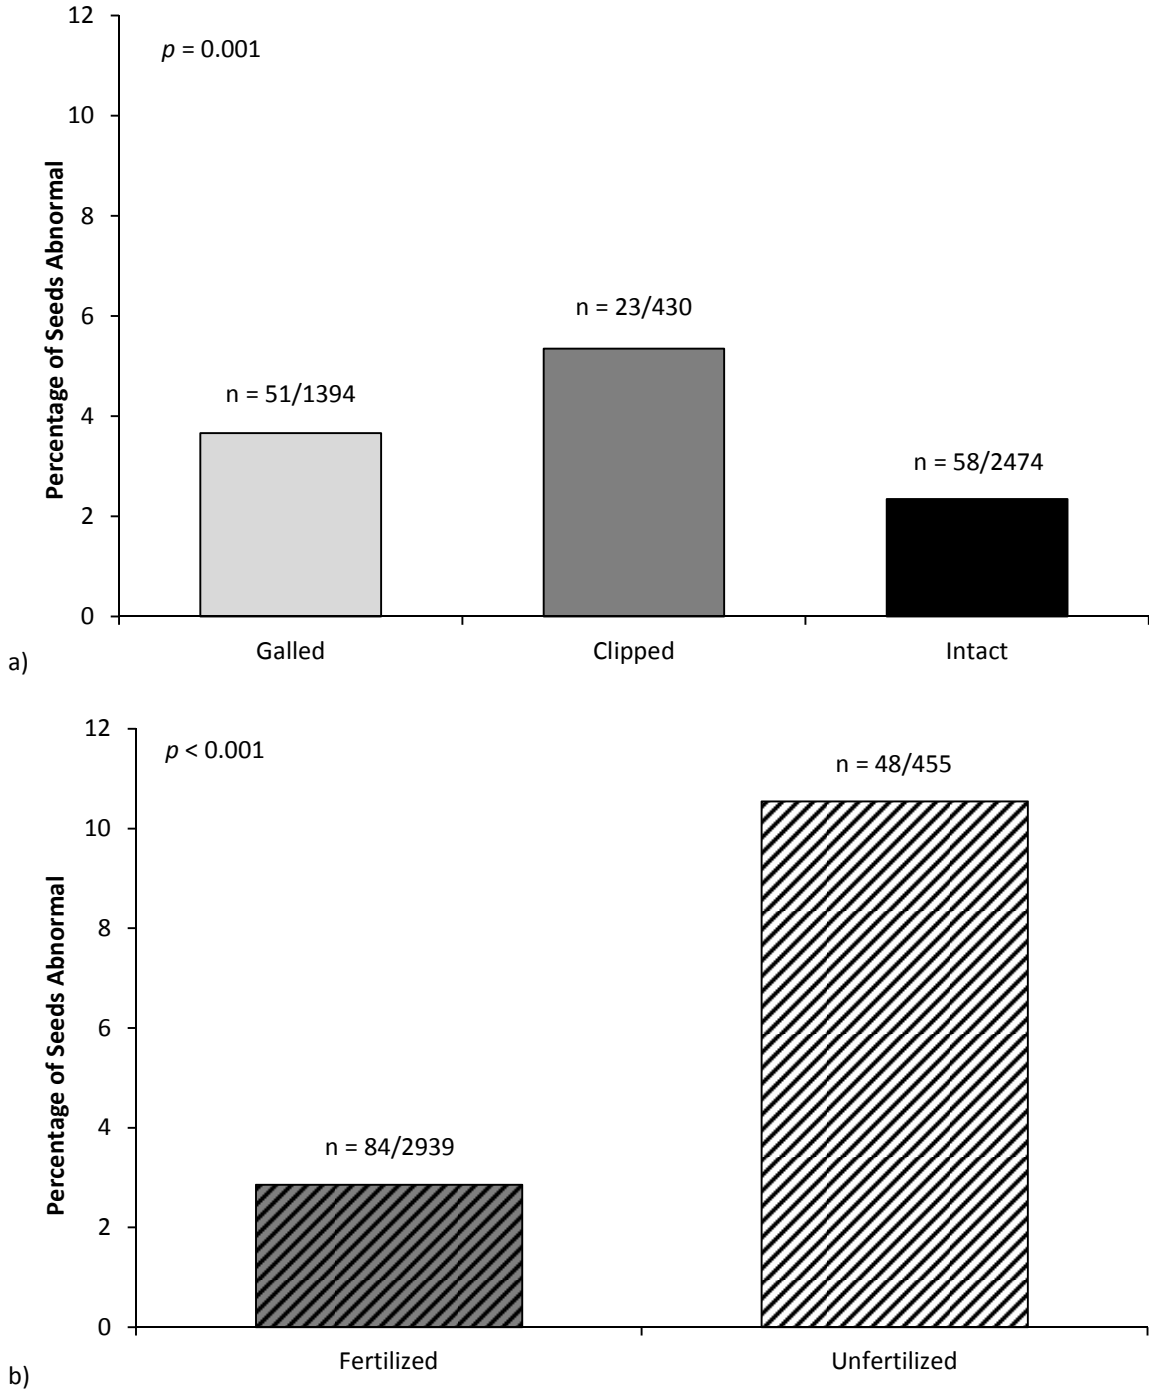 12
p = 0.001
10
8
6
4
2
0
Percentage of Seeds Abnormal
n = 51/1394
n = 23/430
n = 58/2474
Galled
Clipped
Intact
a)
12
p < 0.001
10
8
6
4
2
0
Percentage of Seeds Abnormal
n = 84/2939
n = 48/455
Fertilized
Unfertilized
b)